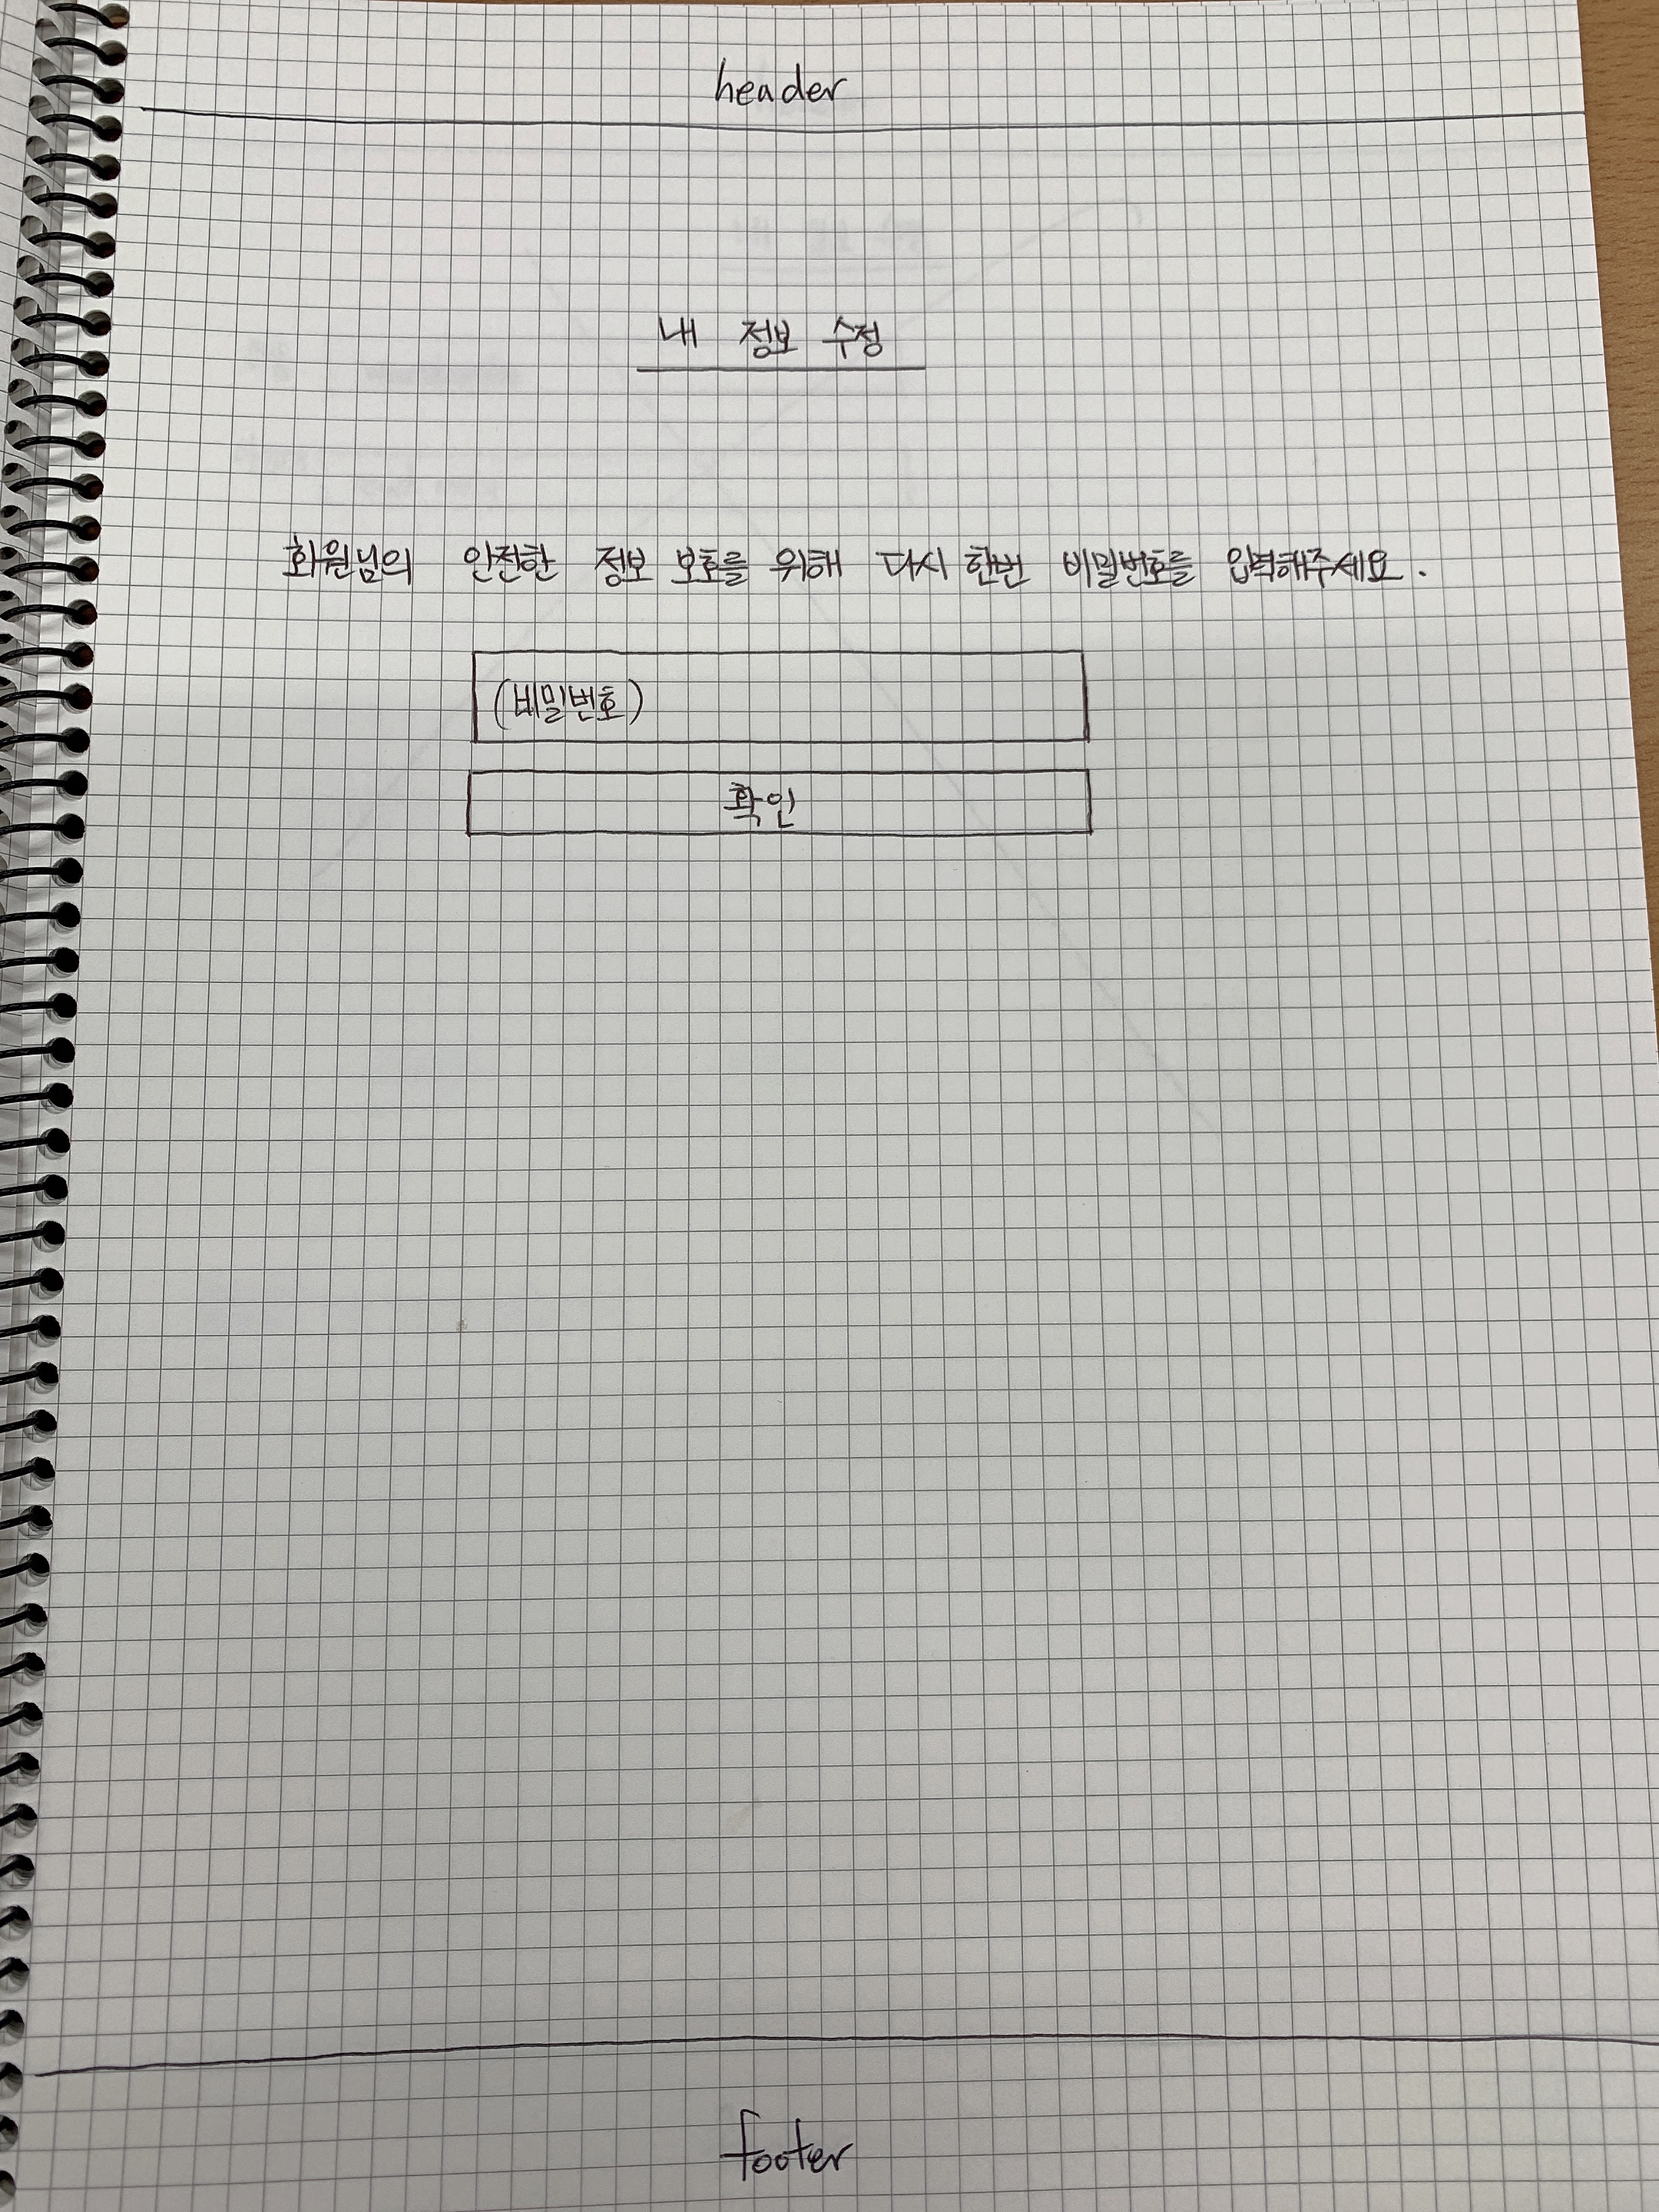 header
내 정보 수정
회원님의 안전한 정보 보호를 위해 다시 한번 비밀번호를 입력해주세요.
(비밀번호)
확인
footer